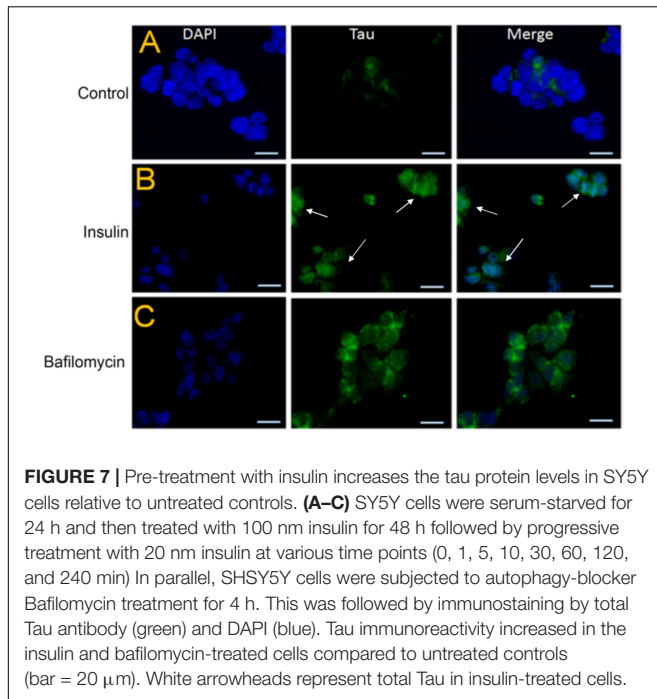 DAPI Tau Merge
A
Control
B
Insulin
C
Bafilomycin
FIGURE 7 | Pre-treatment with insulin increases the tau protein levels in SY5Y
cells relative to untreated controls. (A–C) SY5Y cells were serum-starved for
24 h and then treated with 100 nm insulin for 48 h followed by progressive
treatment with 20 nm insulin at various time points (0, 1, 5, 10, 30, 60, 120,
and 240 min) In parallel, SHSY5Y cells were subjected to autophagy-blocker
Bafilomycin treatment for 4 h. This was followed by immunostaining by total
Tau antibody (green) and DAPI (blue). Tau immunoreactivity increased in the
insulin and bafilomycin-treated cells compared to untreated controls
(bar = 20 μm). White arrowheads represent total Tau in insulin-treated cells.